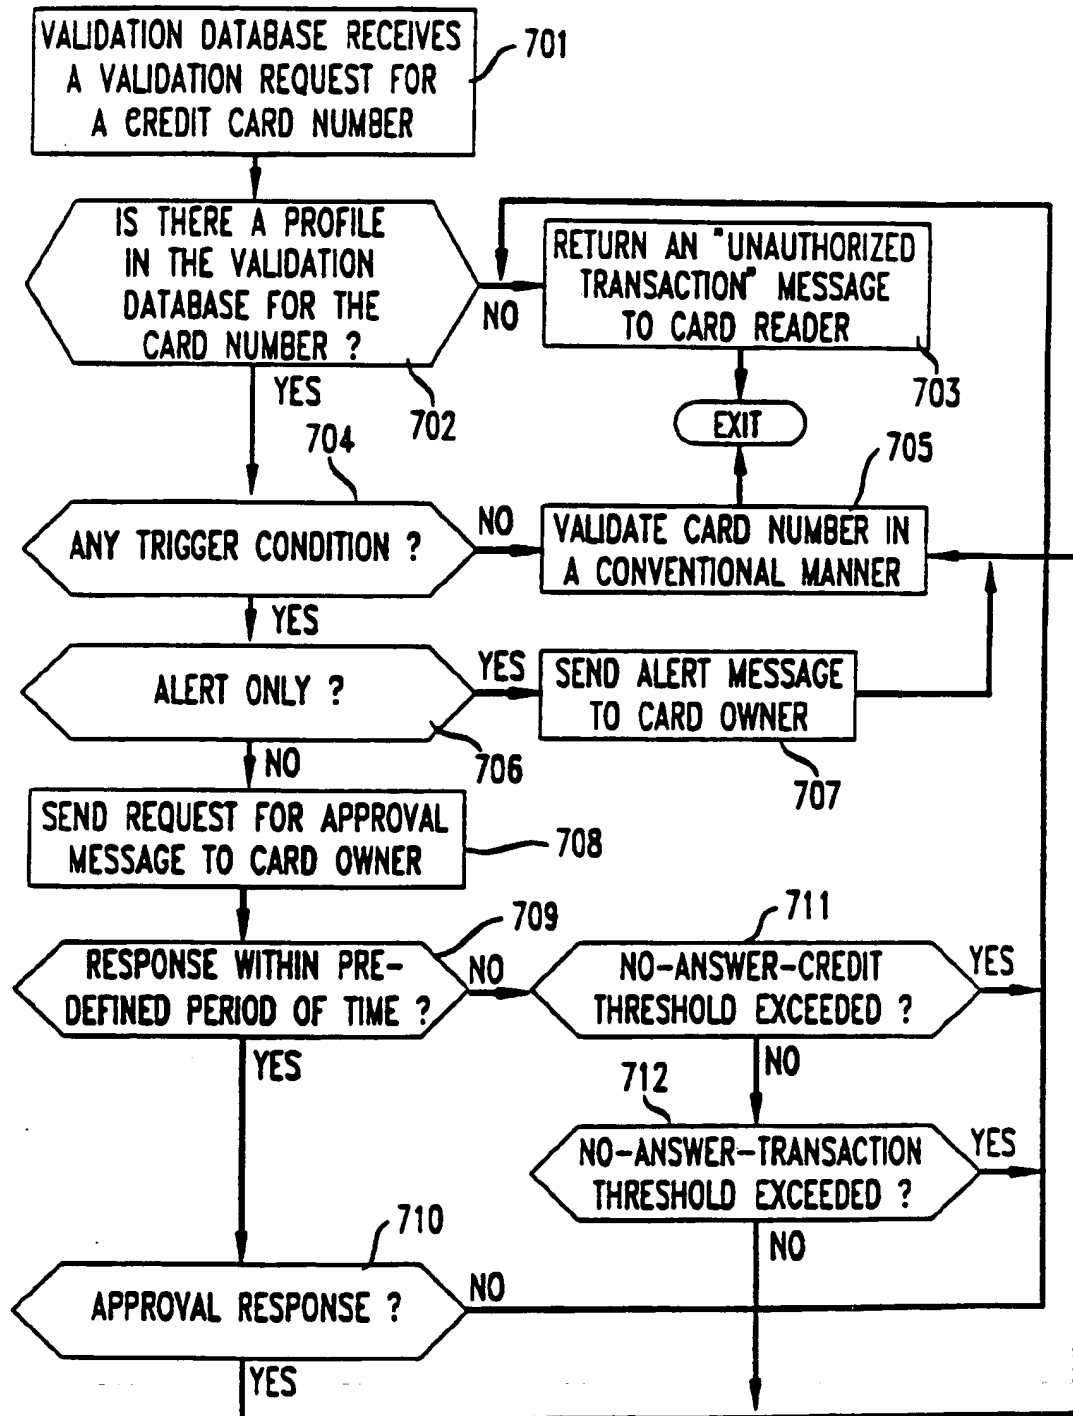 VALIDATION DATABASE RECEIVES
A VALIDATION REQUEST FOR
A CREDIT CARD NUMBER
701
IS THERE A PROFILE
IN THE VALIDATION
DATABASE FOR THE
CARD NUMBER ?
702
NO
YES
RETURN AN "UNAUTHORIZED
TRANSACTION" MESSAGE
TO CARD READER
703
EXIT
704
ANY TRIGGER CONDITION ?
NO
YES
705
VALIDATE CARD NUMBER IN
A CONVENTIONAL MANNER
ALERT ONLY ?
706
YES
NO
SEND ALERT MESSAGE
TO CARD OWNER
707
SEND REQUEST FOR APPROVAL
MESSAGE TO CARD OWNER
708
709
RESPONSE WITHIN PRE-
DEFINED PERIOD OF TIME ?
NO
YES
711
NO-ANSWER-CREDIT
THRESHOLD EXCEEDED ?
YES
NO
712
NO-ANSWER-TRANSACTION
THRESHOLD EXCEEDED ?
YES
NO
710
APPROVAL RESPONSE ?
NO
YES